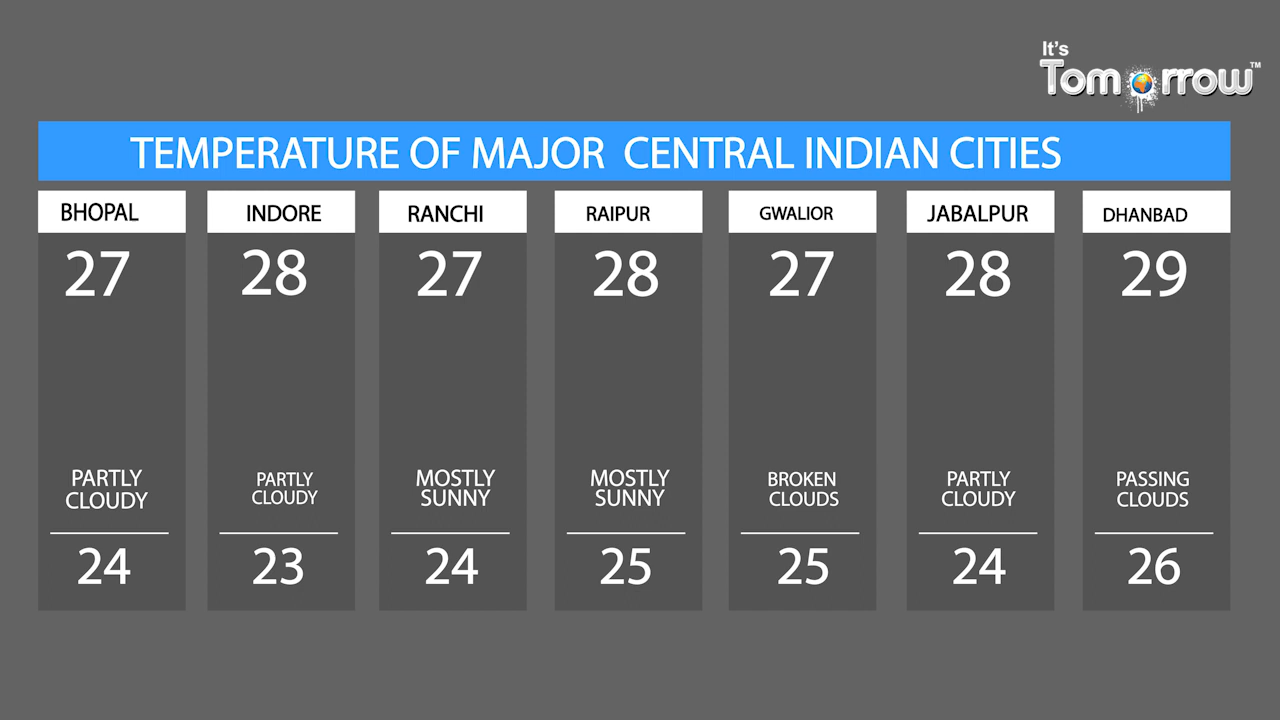 It's
Tomorrow™
TEMPERATURE OF MAJOR CENTRAL INDIAN CITIES
BHOPAL
27
PARTLY
CLOUDY
24
INDORE
28
PARTLY
CLOUDY
23
RANCHI
27
MOSTLY
SUNNY
24
RAIPUR
28
MOSTLY
SUNNY
25
GWALIOR
27
BROKEN
CLOUDS
25
JABALPUR
28
PARTLY
CLOUDY
24
DHANBAD
29
PASSING
CLOUDS
26